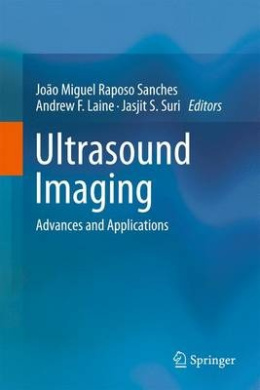 João Miguel Raposo Sanches
Andrew F. Laine · Jasjit S. Suri Editors
Ultrasound
Imaging
Advances and Applications
Springer